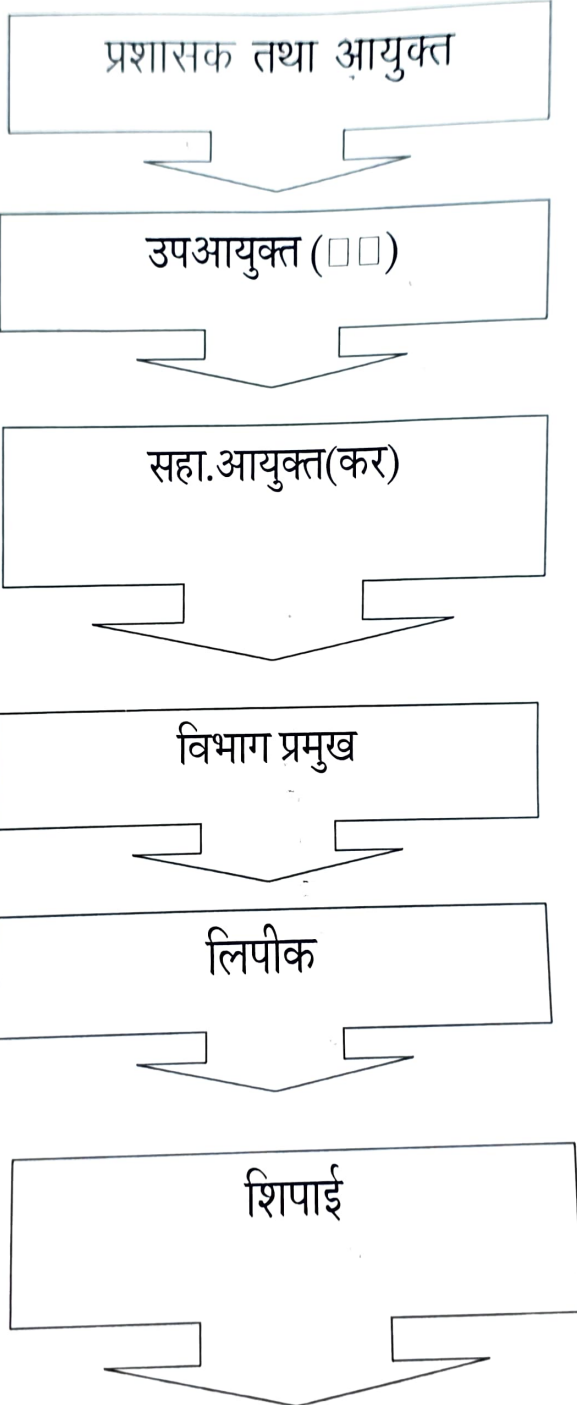 प्रशासक तथा आयुक्त
उपआयुक्त (□□)
सहा.आयुक्त(कर)
विभाग प्रमुख
लिपीक
शिपाई